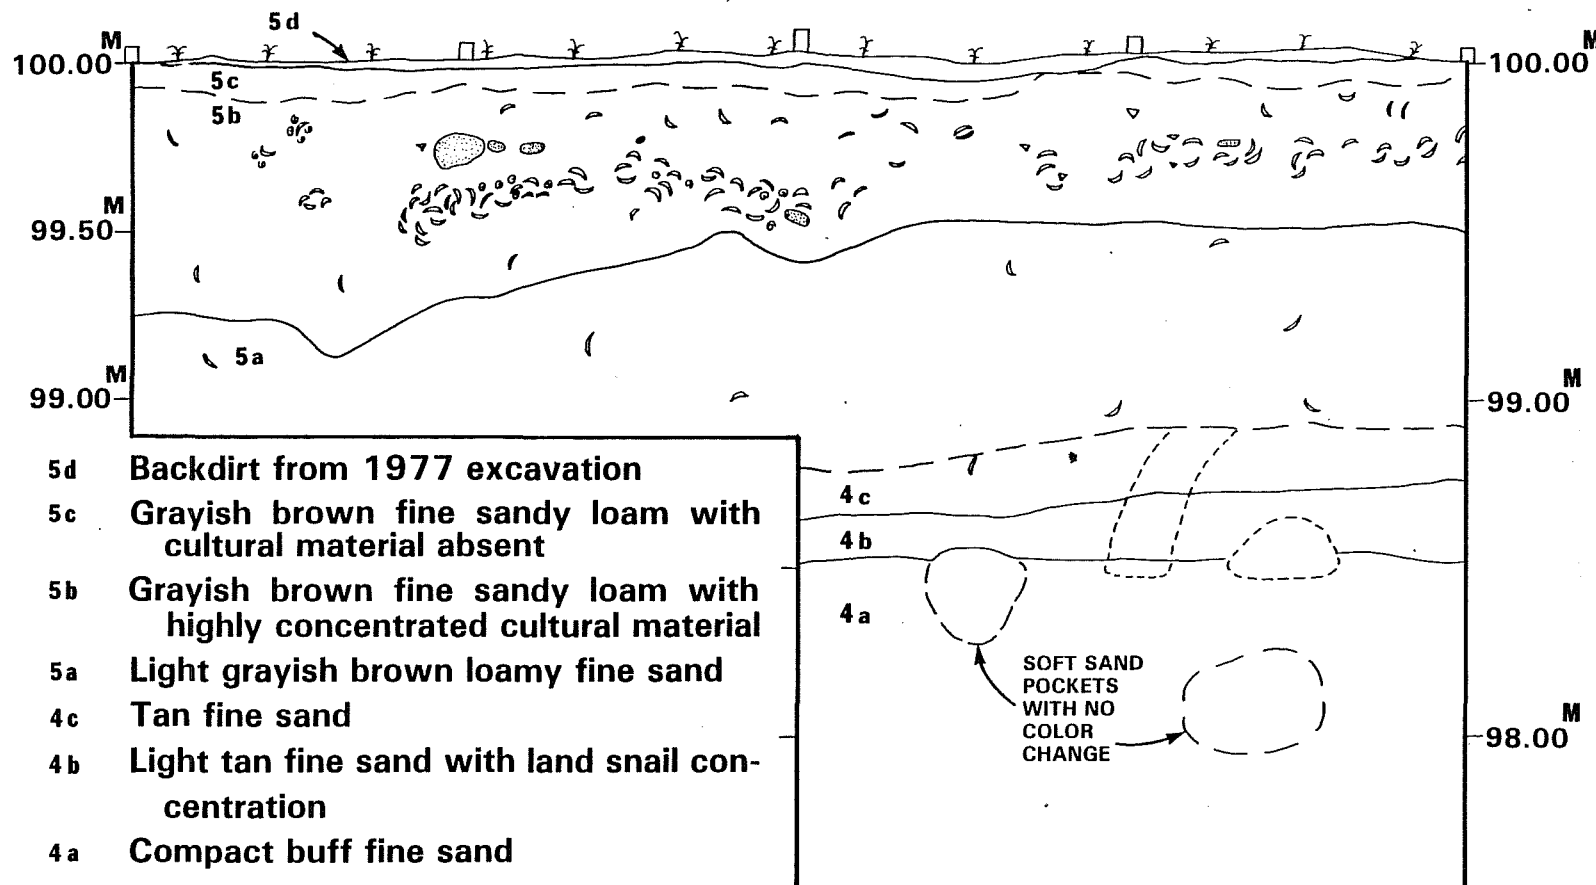 5d
M
M
100.00
100.00
5c
5b
M
99.50
5a
M
M
99.00
99.00
5d Backdirt from 1977 excavation
5c Grayish brown fine sandy loam with
cultural material absent
5b Grayish brown fine sandy loam with
highly concentrated cultural material
5a Light grayish brown loamy fine sand
4c Tan fine sand
4b Light tan fine sand with land snail con-
centration
4a Compact buff fine sand
4c
4b
4a
SOFT SAND
POCKETS
WITH NO
COLOR
CHANGE
M
98.00